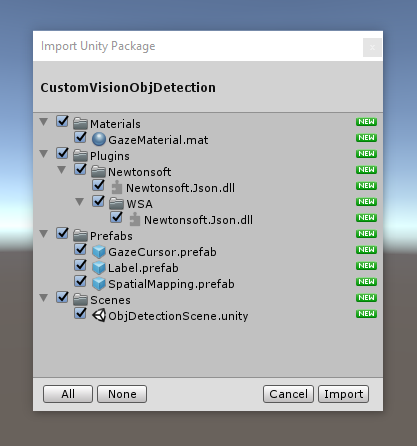 Import Unity Package
x
CustomVisionObjDetection
Materials NEW
GazeMaterial.mat NEW
Plugins NEW
Newtonsoft NEW
Newtonsoft.Json.dll NEW
WSA NEW
Newtonsoft.Json.dll NEW
Prefabs NEW
GazeCursor.prefab NEW
Label.prefab NEW
SpatialMapping.prefab NEW
Scenes NEW
ObjDetectionScene.unity NEW
All None Cancel Import